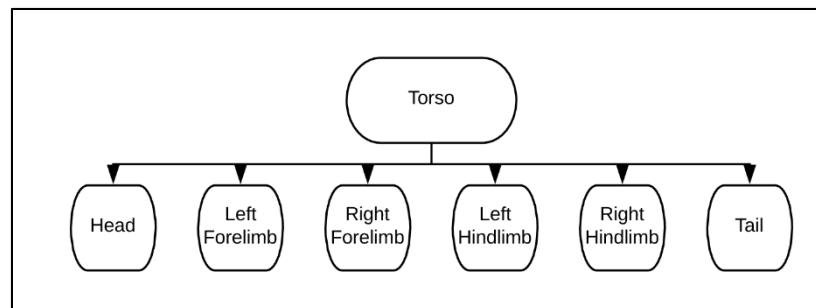 Torso
Head
Left
Forelimb
Right
Forelimb
Left
Hindlimb
Right
Hindlimb
Tail